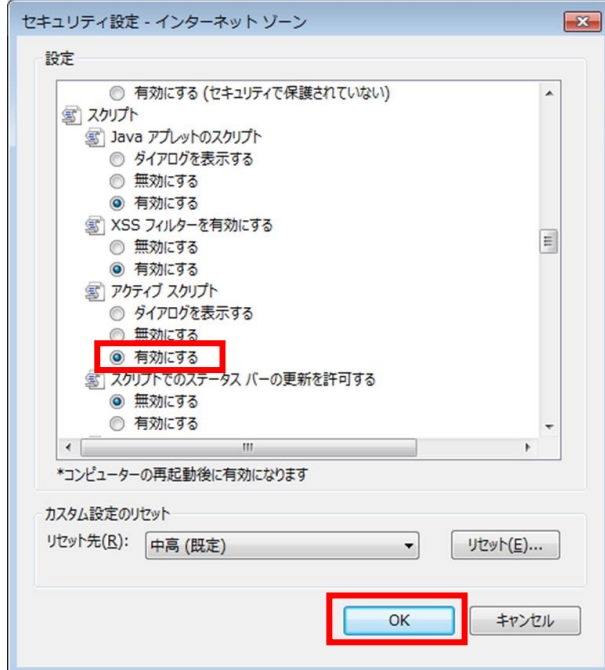 セキュリティ設定 - インターネット ゾーン
設定
有効にする (セキュリティで保護されていない)
スクリプト
Java アプレットのスクリプト
ダイアログを表示する
無効にする
有効にする
XSS フィルターを有効にする
無効にする
有効にする
アクティブ スクリプト
ダイアログを表示する
無効にする
有効にする
スクリプトでのステータス バーの更新を許可する
無効にする
有効にする
*コンピューターの再起動後に有効になります
カスタム設定のリセット
リセット先(R): 中高 (既定) リセット(E)...
OK キャンセル